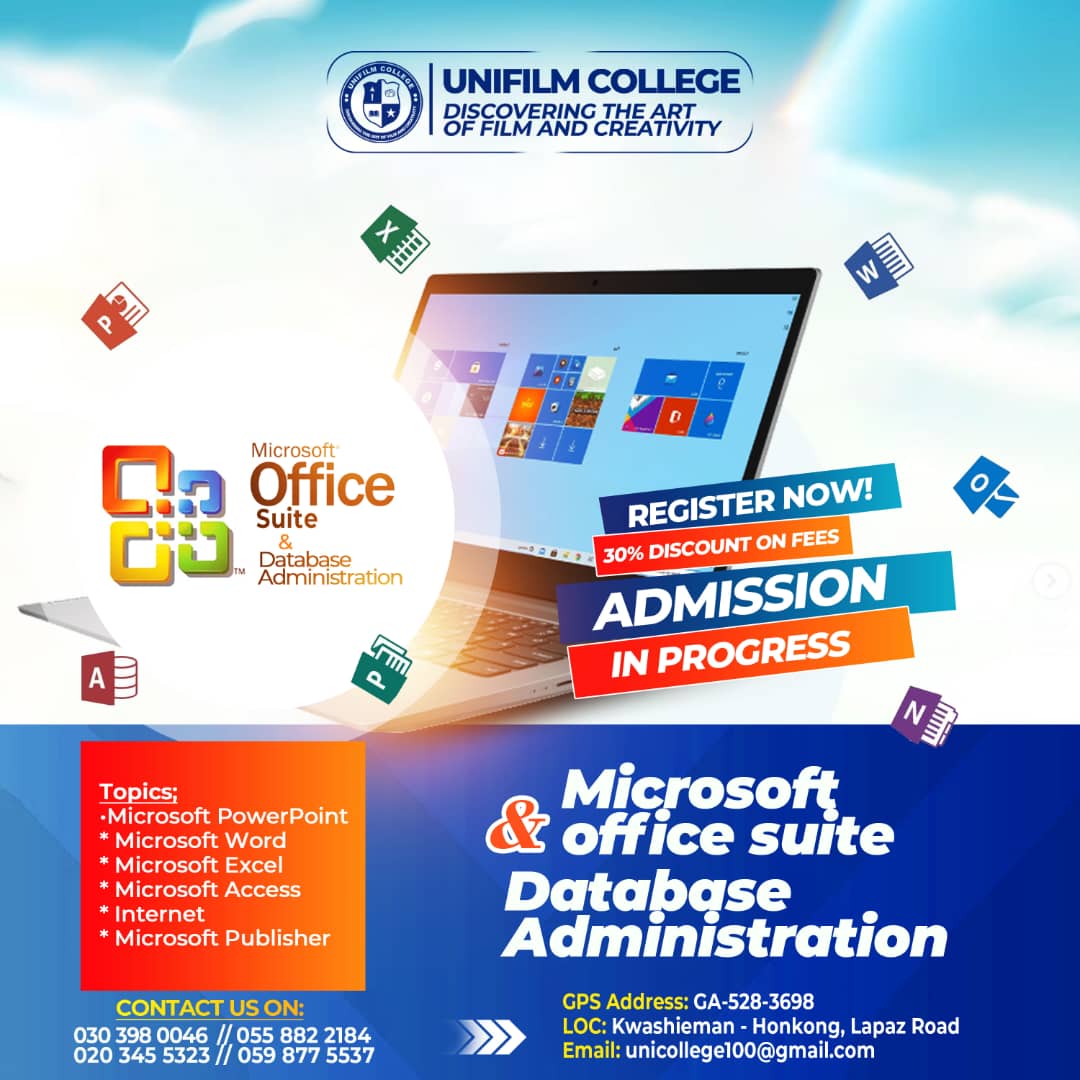 UNIFILM COLLEGE
UNIFILM COLLEGE
DISCOVERING THE ART
OF FILM AND CREATIVITY
X
W
P
Microsoft
Office
Suite
&
Database
Administration
TM
REGISTER NOW!
30% DISCOUNT ON FEES
ADMISSION
IN PROGRESS
O
A
P
N
Topics;
•Microsoft PowerPoint
* Microsoft Word
* Microsoft Excel
* Microsoft Access
* Internet
* Microsoft Publisher
Microsoft
& office suite
Database
Administration
CONTACT US ON:
030 398 0046 // 055 882 2184
020 345 5323 // 059 877 5537
GPS Address: GA-528-3698
LOC: Kwashieman - Honkong, Lapaz Road
Email: unicollege100@gmail.com